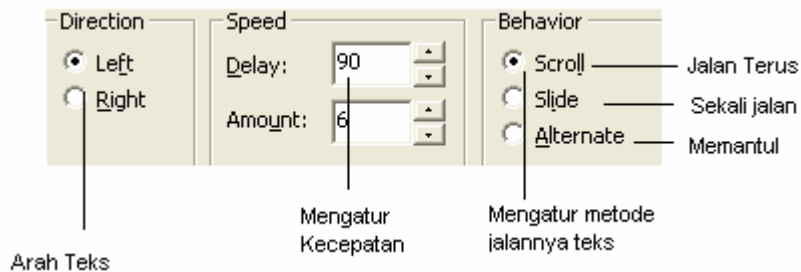 Direction
Left
Right
Speed
Delay: 90
Amount: 6
Behavior
Scroll
Slide
Alternate
Jalan Terus
Sekali jalan
Memantul
Arah Teks
Mengatur
Kecepatan
Mengatur metode
jalannya teks